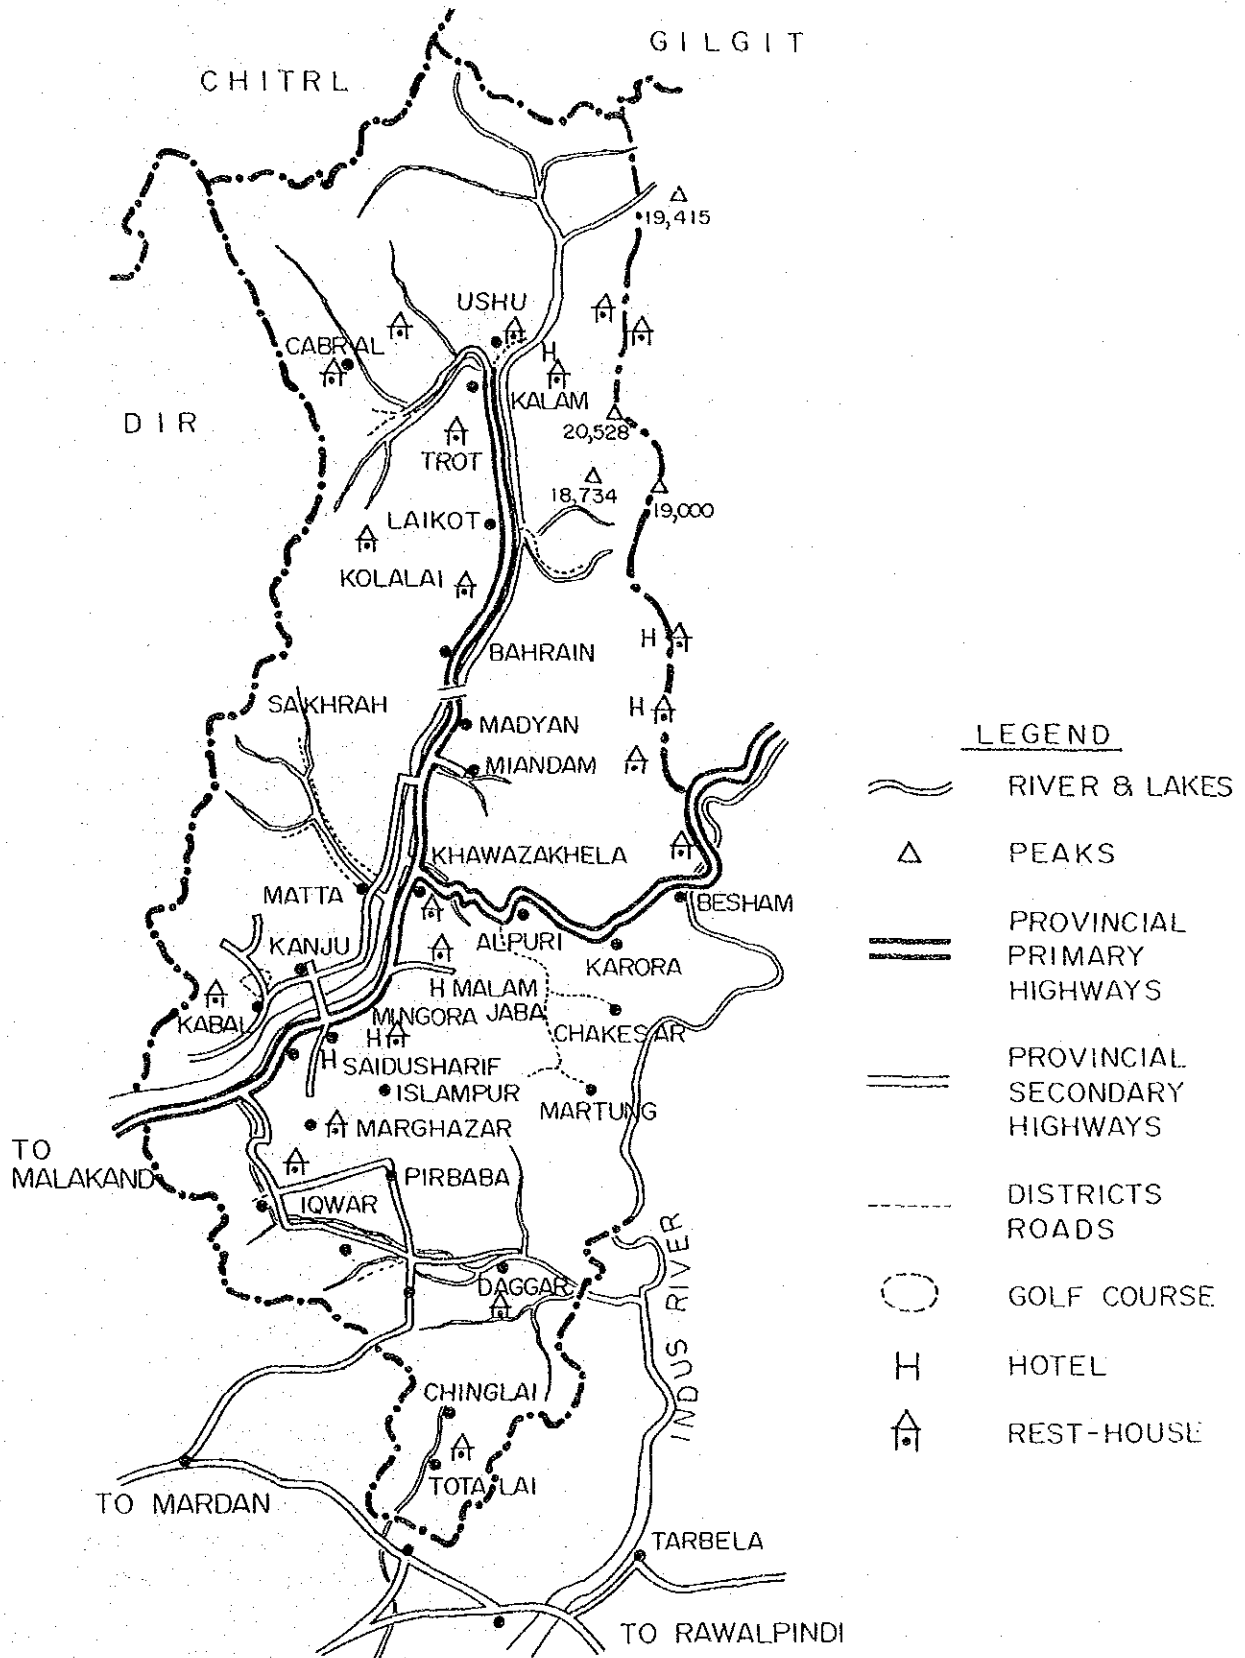 GILGIT
CHITRL
19,415
USHU
H
CABRAL
KALAM
DIR
20,528
TROT
18,734
19,000
LAIKOT
KOLALAI
H
BAHRAIN
SAKHRAH
H
MADYAN
MIANDAM
KHAWAZAKHELA
MATTA
BESHAM
ALPURI
KANJU
KARORA
H MALAM
JABA
KABAL
MINGORA
CHAKESAR
H
H
SAIDUSHARIF
ISLAMPUR
MARTUNG
MARGHAZAR
TO
MALAKAND
PIRBABA
IQWAR
DAGGAR
INDUS RIVER
CHINGLAI
TOTALAI
TO MARDAN
TARBELA
TO RAWALPINDI
LEGEND
RIVER & LAKES
PEAKS
PROVINCIAL
PRIMARY
HIGHWAYS
PROVINCIAL
SECONDARY
HIGHWAYS
DISTRICTS
ROADS
GOLF COURSE
H HOTEL
REST-HOUSE